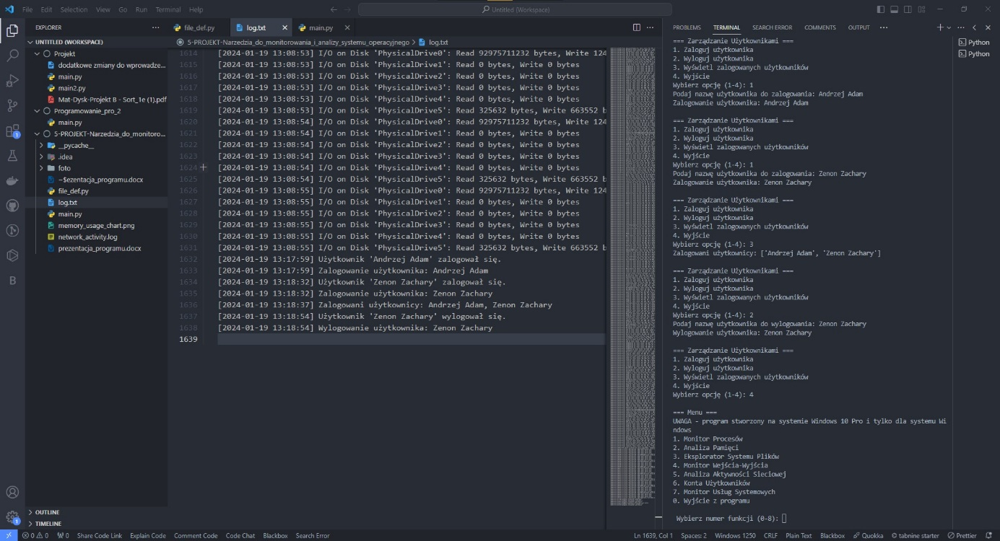 File Edit Selection View Go Run Terminal Help
Untitled (Workspace)
EXPLORER
UNTITLED (WORKSPACE)
Projekt
dodatkowe zmiany do wprowadze...
main.py
main2.py
Mat-Dysk-Projekt B - Sort_1e (1).pdf
Programowanie_pro_2
main.py
5-PROJEKT-Narzedzia_do_monitoro...
__pycache__
.idea
foto
~$ezentacja_programu.docx
file_def.py
log.txt
main.py
memory_usage_chart.png
network_activity.log
prezentacja_programu.docx
OUTLINE
TIMELINE
file_def.py log.txt main.py
5-PROJEKT-Narzedzia_do_monitorowania_i_analizy_systemu_operacyjnego > log.txt
1614 [2024-01-19 13:08:53] I/O on Disk 'PhysicalDrive0': Read 92975711232 bytes, Write 124
1615 [2024-01-19 13:08:53] I/O on Disk 'PhysicalDrive1': Read 0 bytes, Write 0 bytes
1616 [2024-01-19 13:08:53] I/O on Disk 'PhysicalDrive2': Read 0 bytes, Write 0 bytes
1617 [2024-01-19 13:08:53] I/O on Disk 'PhysicalDrive3': Read 0 bytes, Write 0 bytes
1618 [2024-01-19 13:08:53] I/O on Disk 'PhysicalDrive4': Read 0 bytes, Write 0 bytes
1619 [2024-01-19 13:08:53] I/O on Disk 'PhysicalDrive5': Read 325632 bytes, Write 663552 b
1620 [2024-01-19 13:08:54] I/O on Disk 'PhysicalDrive0': Read 92975711232 bytes, Write 124
1621 [2024-01-19 13:08:54] I/O on Disk 'PhysicalDrive1': Read 0 bytes, Write 0 bytes
1622 [2024-01-19 13:08:54] I/O on Disk 'PhysicalDrive2': Read 0 bytes, Write 0 bytes
1623 [2024-01-19 13:08:54] I/O on Disk 'PhysicalDrive3': Read 0 bytes, Write 0 bytes
1624 [2024-01-19 13:08:54] I/O on Disk 'PhysicalDrive4': Read 0 bytes, Write 0 bytes
1625 [2024-01-19 13:08:54] I/O on Disk 'PhysicalDrive5': Read 325632 bytes, Write 663552 b
1626 [2024-01-19 13:08:55] I/O on Disk 'PhysicalDrive0': Read 92975711232 bytes, Write 124
1627 [2024-01-19 13:08:55] I/O on Disk 'PhysicalDrive1': Read 0 bytes, Write 0 bytes
1628 [2024-01-19 13:08:55] I/O on Disk 'PhysicalDrive2': Read 0 bytes, Write 0 bytes
1629 [2024-01-19 13:08:55] I/O on Disk 'PhysicalDrive3': Read 0 bytes, Write 0 bytes
1630 [2024-01-19 13:08:55] I/O on Disk 'PhysicalDrive4': Read 0 bytes, Write 0 bytes
1631 [2024-01-19 13:08:55] I/O on Disk 'PhysicalDrive5': Read 325632 bytes, Write 663552 b
1632 [2024-01-19 13:17:59] Użytkownik 'Andrzej Adam' zalogował się.
1633 [2024-01-19 13:17:59] Zalogowanie użytkownika: Andrzej Adam
1634 [2024-01-19 13:18:32] Użytkownik 'Zenon Zachary' zalogował się.
1635 [2024-01-19 13:18:32] Zalogowanie użytkownika: Zenon Zachary
1636 [2024-01-19 13:18:37] Zalogowani użytkownicy: Andrzej Adam, Zenon Zachary
1637 [2024-01-19 13:18:54] Użytkownik 'Zenon Zachary' wylogował się.
1638 [2024-01-19 13:18:54] Wylogowanie użytkownika: Zenon Zachary
1639
PROBLEMS TERMINAL SEARCH ERROR COMMENTS OUTPUT
Python
Python
=== Zarządzanie Użytkownikami ===
1. Zaloguj użytkownika
2. Wyloguj użytkownika
3. Wyświetl zalogowanych użytkowników
4. Wyjście
Wybierz opcję (1-4): 1
Podaj nazwę użytkownika do zalogowania: Andrzej Adam
Zalogowanie użytkownika: Andrzej Adam
=== Zarządzanie Użytkownikami ===
1. Zaloguj użytkownika
2. Wyloguj użytkownika
3. Wyświetl zalogowanych użytkowników
4. Wyjście
Wybierz opcję (1-4): 1
Podaj nazwę użytkownika do zalogowania: Zenon Zachary
Zalogowanie użytkownika: Zenon Zachary
=== Zarządzanie Użytkownikami ===
1. Zaloguj użytkownika
2. Wyloguj użytkownika
3. Wyświetl zalogowanych użytkowników
4. Wyjście
Wybierz opcję (1-4): 3
Zalogowani użytkownicy: ['Andrzej Adam', 'Zenon Zachary']
=== Zarządzanie Użytkownikami ===
1. Zaloguj użytkownika
2. Wyloguj użytkownika
3. Wyświetl zalogowanych użytkowników
4. Wyjście
Wybierz opcję (1-4): 2
Podaj nazwę użytkownika do wylogowania: Zenon Zachary
Wylogowanie użytkownika: Zenon Zachary
=== Zarządzanie Użytkownikami ===
1. Zaloguj użytkownika
2. Wyloguj użytkownika
3. Wyświetl zalogowanych użytkowników
4. Wyjście
Wybierz opcję (1-4): 4
=== Menu ===
UWAGA - program stworzony na systemie Windows 10 Pro i tylko dla systemu Wi
ndows
1. Monitor Procesów
2. Analiza Pamięci
3. Eksplorator Systemu Plików
4. Monitor Wejścia-Wyjścia
5. Analiza Aktywności Sieciowej
6. Konta Użytkowników
7. Monitor Usług Systemowych
0. Wyjście z programu
Wybierz numer funkcji (0-8):
0 0 0 Share Code Link Explain Code Comment Code Code Chat Blackbox Search Error Ln 1639, Col 1 Spaces: 2 Windows 1250 CRLF Plain Text Blackbox Quokka tabnine starter Prettier